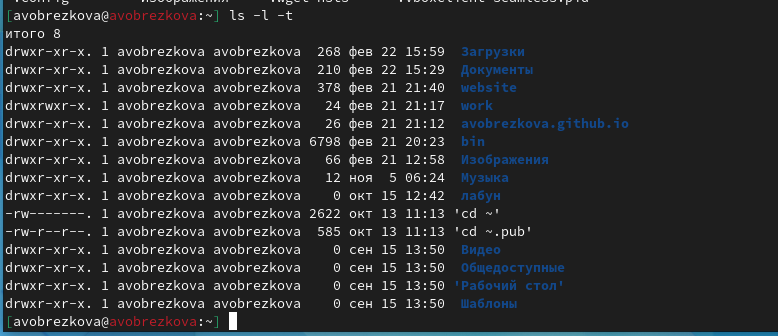 [avobrezkova@avobrezkova:~] ls -l -t
итого 8
drwxr-xr-x. 1 avobrezkova avobrezkova  268 фев 22 15:59  Загрузки
drwxr-xr-x. 1 avobrezkova avobrezkova  210 фев 22 15:29  Документы
drwxr-xr-x. 1 avobrezkova avobrezkova  378 фев 21 21:40  website
drwxrwxr-x. 1 avobrezkova avobrezkova   24 фев 21 21:17  work
drwxr-xr-x. 1 avobrezkova avobrezkova   26 фев 21 21:12  avobrezkova.github.io
drwxr-xr-x. 1 avobrezkova avobrezkova 6798 фев 21 20:23  bin
drwxr-xr-x. 1 avobrezkova avobrezkova   66 фев 21 12:58  Изображения
drwxr-xr-x. 1 avobrezkova avobrezkova   12 ноя  5 06:24  Музыка
drwxr-xr-x. 1 avobrezkova avobrezkova    0 окт 15 12:42  лабун
-rw-------. 1 avobrezkova avobrezkova 2622 окт 13 11:13 'cd ~'
-rw-r--r--. 1 avobrezkova avobrezkova  585 окт 13 11:13 'cd ~.pub'
drwxr-xr-x. 1 avobrezkova avobrezkova    0 сен 15 13:50  Видео
drwxr-xr-x. 1 avobrezkova avobrezkova    0 сен 15 13:50  Общедоступные
drwxr-xr-x. 1 avobrezkova avobrezkova    0 сен 15 13:50 'Рабочий стол'
drwxr-xr-x. 1 avobrezkova avobrezkova    0 сен 15 13:50  Шаблоны
[avobrezkova@avobrezkova:~]